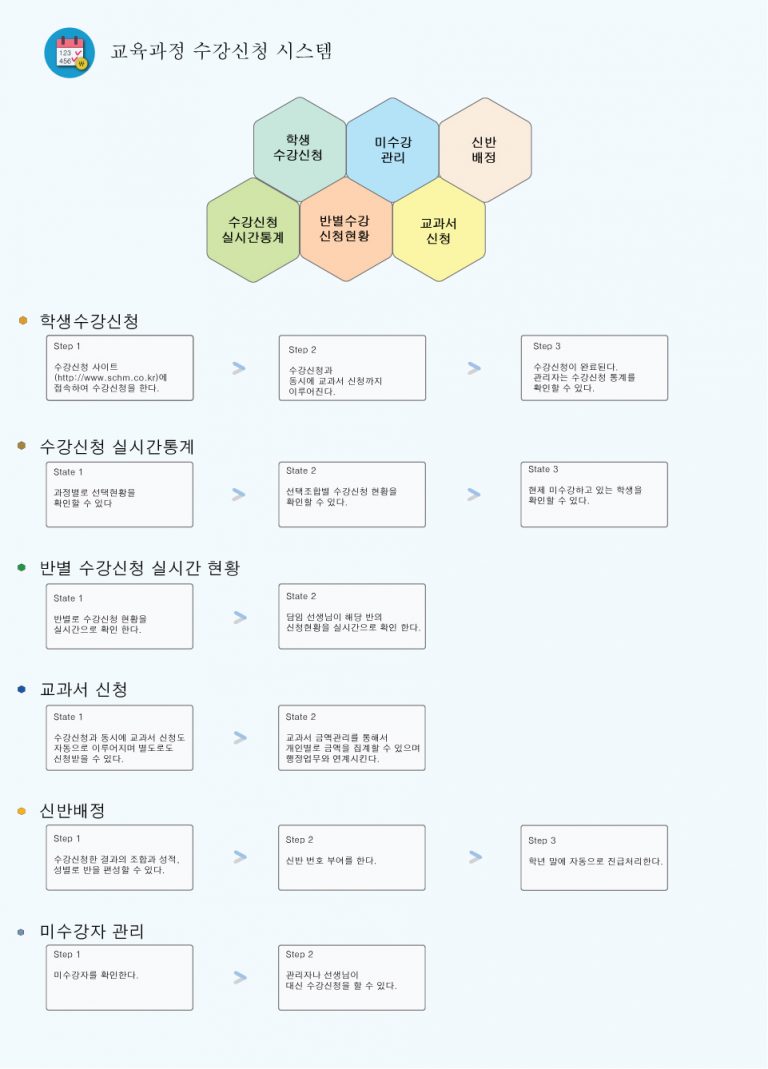 123
456
₩
교육과정 수강신청 시스템
학생
수강신청
미수강
관리
신반
배정
수강신청
실시간통계
반별수강
신청현황
교과서
신청
학생수강신청
Step 1
수강신청 사이트
(http://www.schm.co.kr)에
접속하여 수강신청을 한다.
>
Step 2
수강신청과
동시에 교과서 신청까지
이루어진다.
>
Step 3
수강신청이 완료된다.
관리자는 수강신청 통계를
확인할 수 있다.
수강신청 실시간통계
State 1
과정별로 선택현황을
확인할 수 있다
>
State 2
선택조합별 수강신청 현황을
확인할 수 있다.
>
State 3
현제 미수강하고 있는 학생을
확인할 수 있다.
반별 수강신청 실시간 현황
State 1
반별로 수강신청 현황을
실시간으로 확인 한다.
>
State 2
담임 선생님이 해당 반의
신청현황을 실시간으로 확인 한다.
교과서 신청
State 1
수강신청과 동시에 교과서 신청도
자동으로 이루어지며 별도로도
신청받을 수 있다.
>
State 2
교과서 금액관리를 통해서
개인별로 금액을 집계할 수 있으며
행정업무와 연계시킨다.
신반배정
Step 1
수강신청한 결과의 조합과 성적,
성별로 반을 편성할 수 있다.
>
Step 2
신반 번호 부여를 한다.
>
Step 3
학년 말에 자동으로 진급처리한다.
미수강자 관리
Step 1
미수강자를 확인한다.
>
Step 2
관리자나 선생님이
대신 수강신청을 할 수 있다.